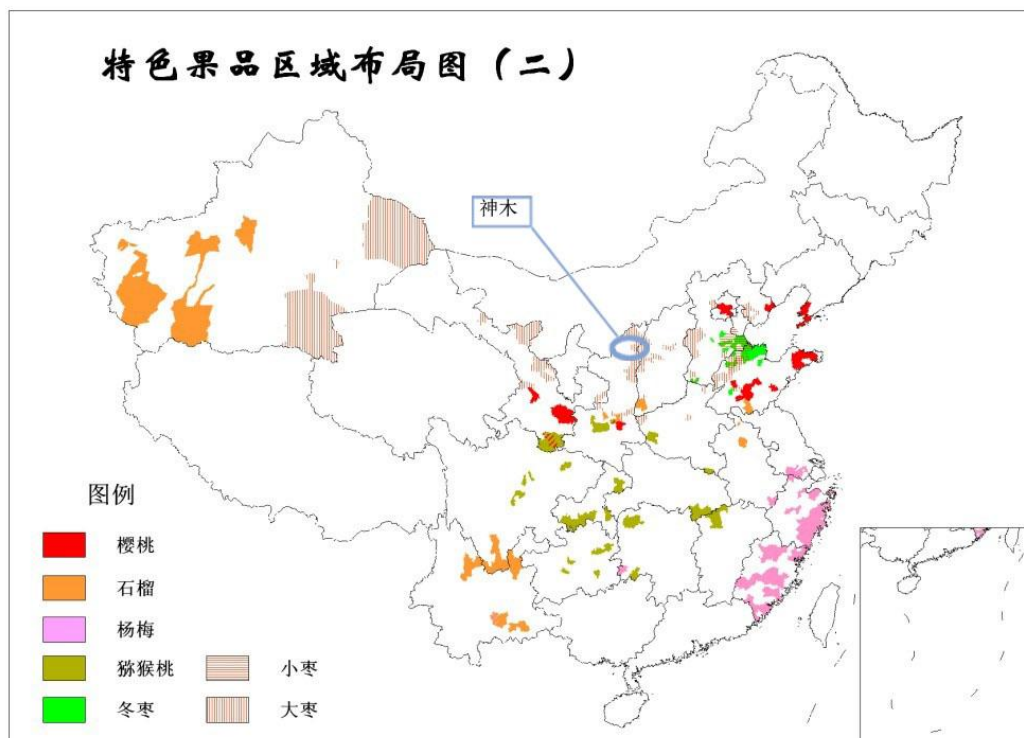 特色果品区域布局图（二）
神木
图例
樱桃
石榴
杨梅
猕猴桃
小枣
冬枣
大枣